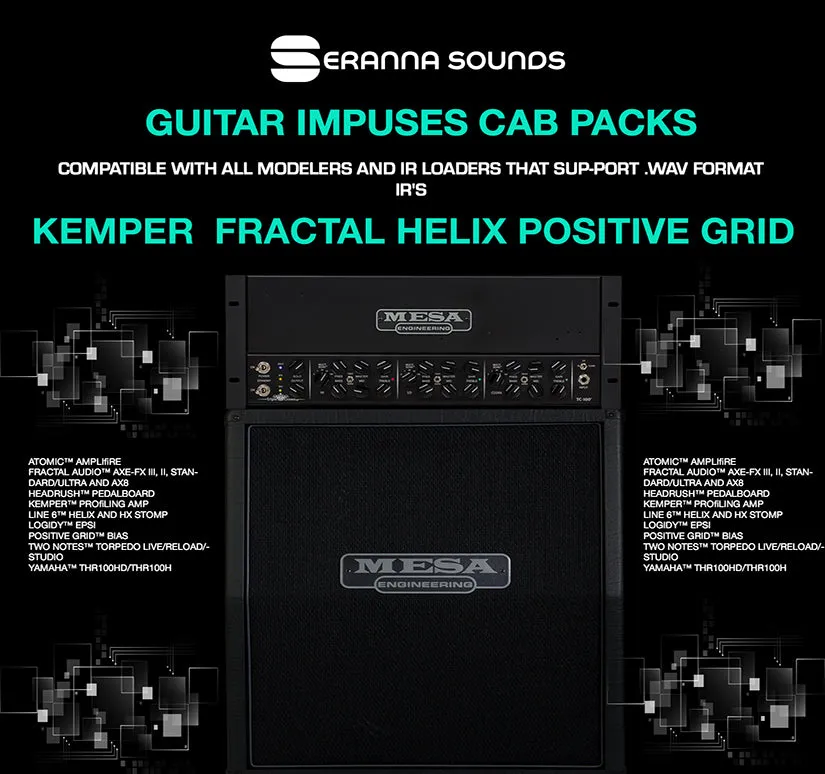 SERANNA SOUNDS
GUITAR IMPUSES CAB PACKS
COMPATIBLE WITH ALL MODELERS AND IR LOADERS THAT SUP-PORT .WAV FORMAT
IR'S
KEMPER FRACTAL HELIX POSITIVE GRID
MESA
ENGINEERING
TC-100
ATOMIC™ AMPLIfiRE
FRACTAL AUDIO™ AXE-FX III, II, STAN-
DARD/ULTRA AND AX8
HEADRUSH™ PEDALBOARD
KEMPER™ PROfiLING AMP
LINE 6™ HELIX AND HX STOMP
LOGIDY™ EPSI
POSITIVE GRID™ BIAS
TWO NOTES™ TORPEDO LIVE/RELOAD/-
STUDIO
YAMAHA™ THR100HD/THR100H
MESA
ENGINEERING
ATOMIC™ AMPLIfiRE
FRACTAL AUDIO™ AXE-FX III, II, STAN-
DARD/ULTRA AND AX8
HEADRUSH™ PEDALBOARD
KEMPER™ PROfiLING AMP
LINE 6™ HELIX AND HX STOMP
LOGIDY™ EPSI
POSITIVE GRID™ BIAS
TWO NOTES™ TORPEDO LIVE/RELOAD/-
STUDIO
YAMAHA™ THR100HD/THR100H